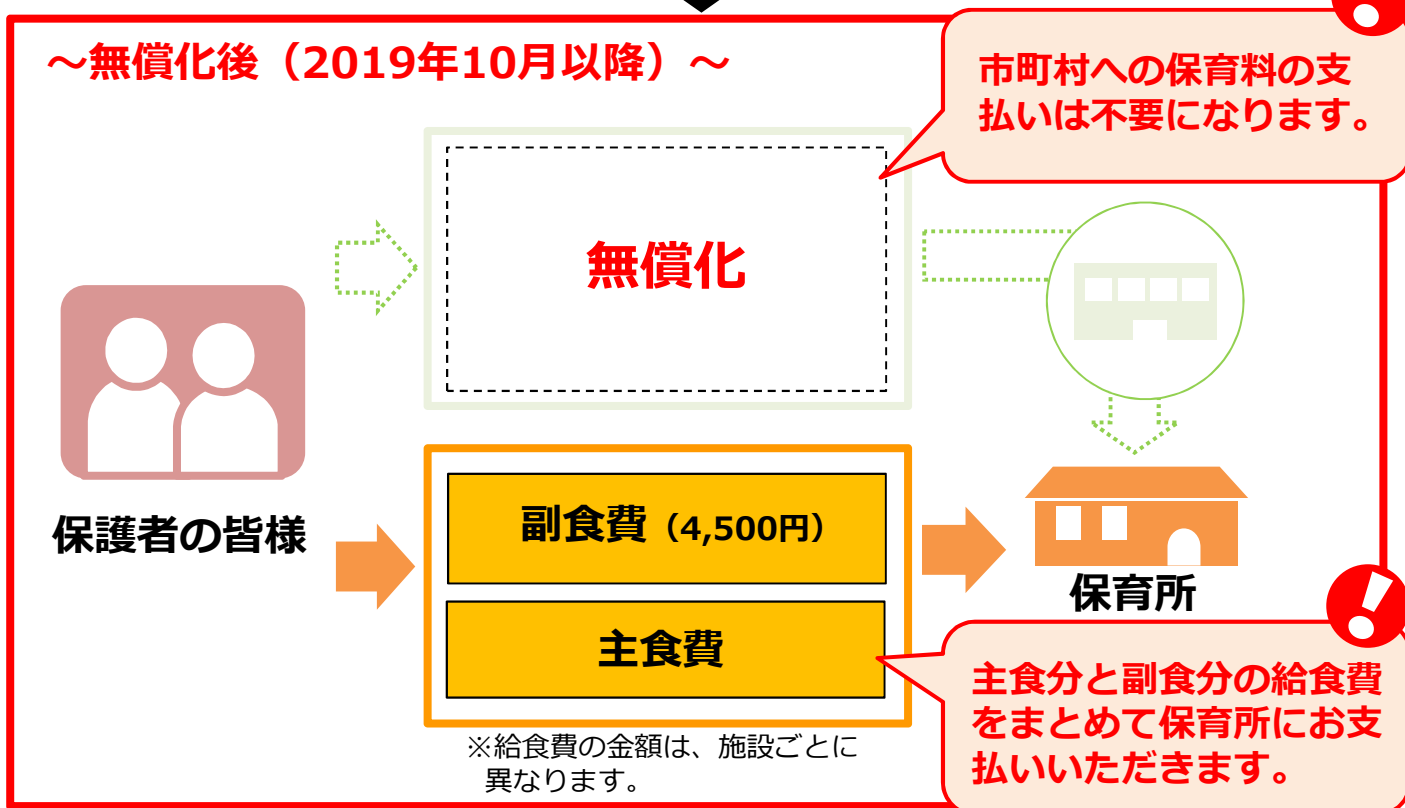 ～無償化後（2019年10月以降）～
市町村への保育料の支
払いは不要になります。
無償化
保護者の皆様
副食費（4,500円）
主食費
保育所
※給食費の金額は、施設ごとに
異なります。
主食分と副食分の給食費
をまとめて保育所にお支
払いいただきます。